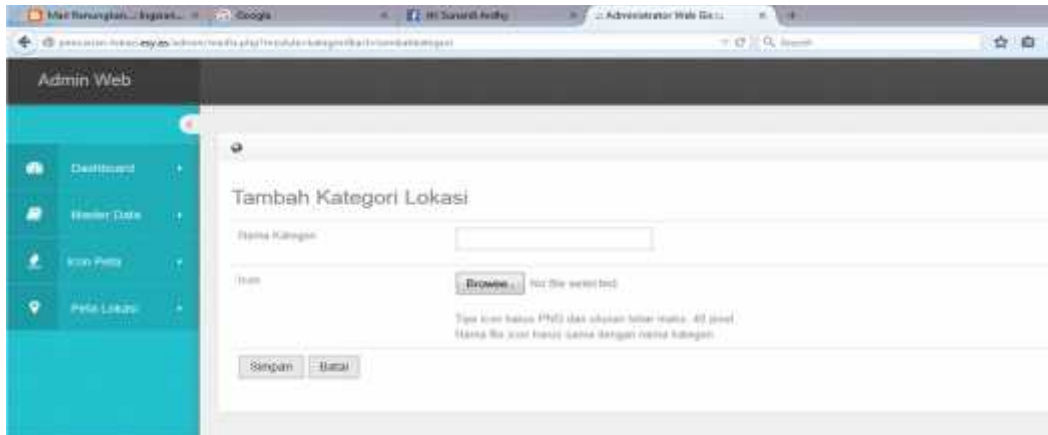 Google
Administrator Web
Admin Web
Dashboard
Master Data
Icon Peta
Peta Lokasi
Tambah Kategori Lokasi
Nama Kategori
Icon
Browse... No file selected.
Tipe icon harus PNG dan ukuran lebar maks. 40 pixel
Nama file icon harus sama dengan nama kategori
Simpan Batal